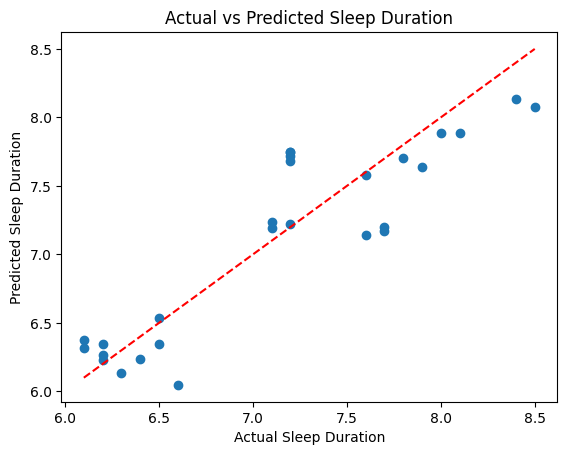 Actual vs Predicted Sleep Duration
8.5
8.0
7.5
7.0
6.5
6.0
Predicted Sleep Duration
6.0 6.5 7.0 7.5 8.0 8.5
Actual Sleep Duration